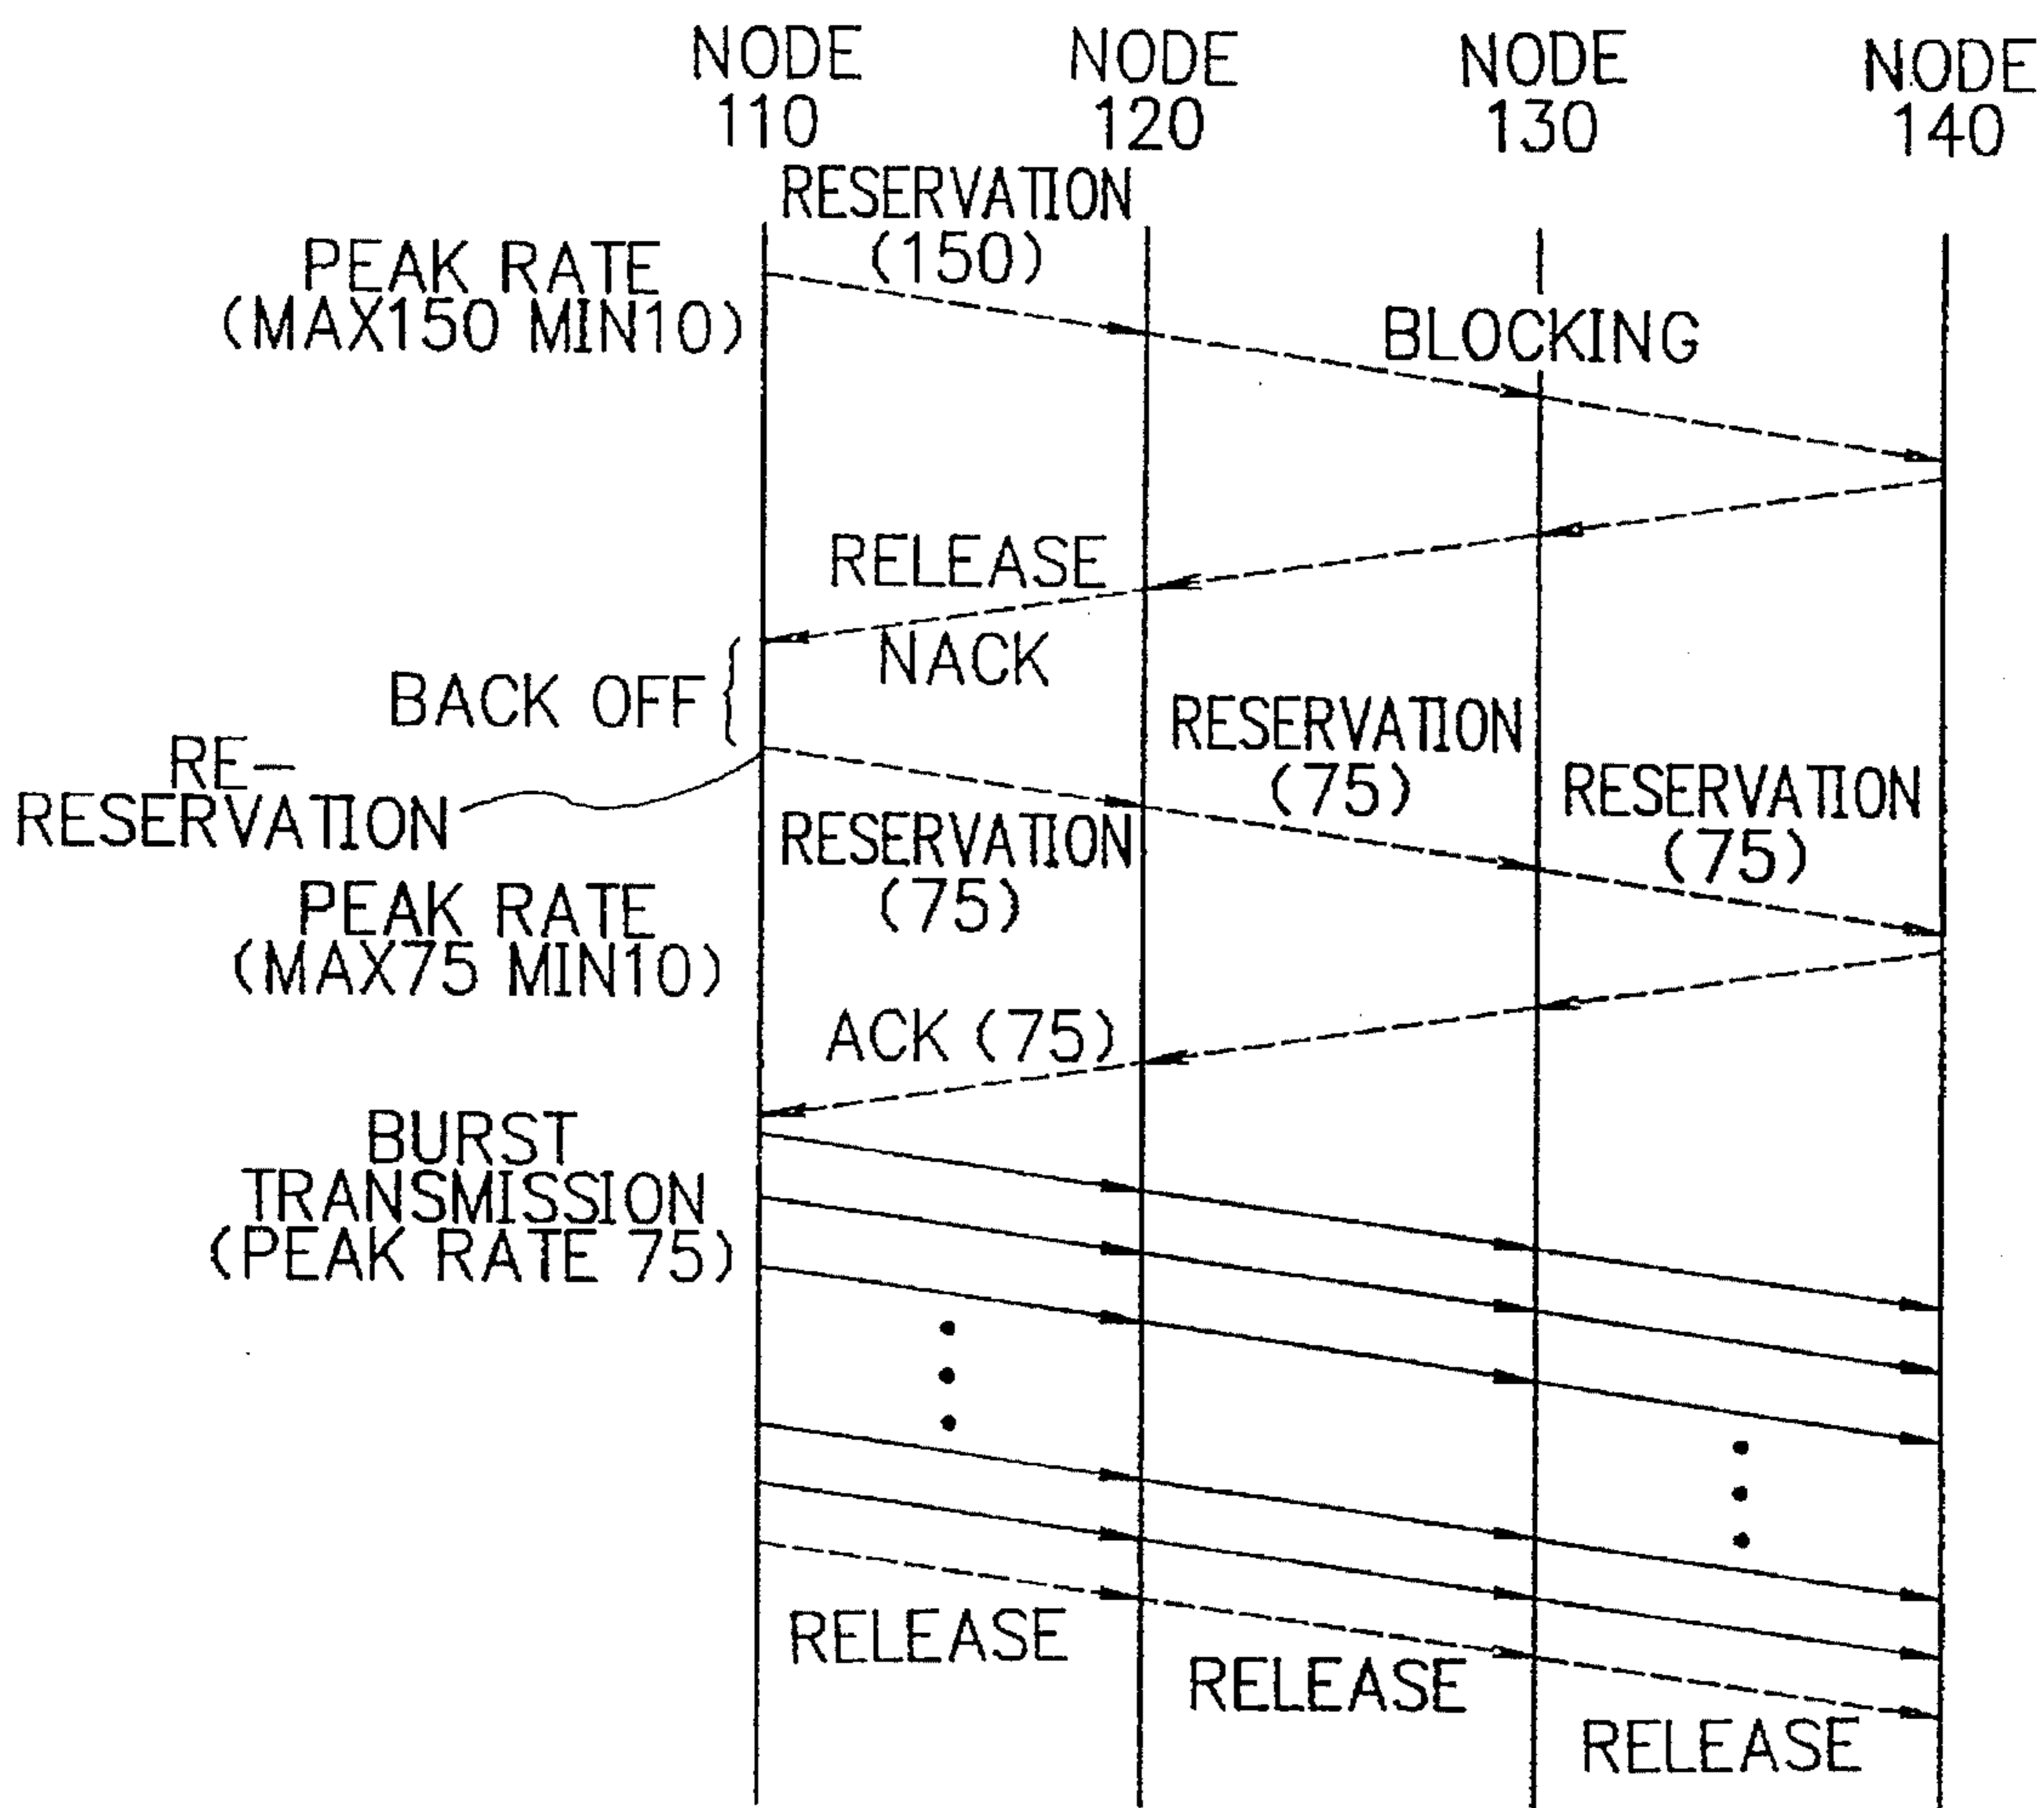 NODE
110
NODE
120
NODE
130
NODE
140
RESERVATION
(150)
PEAK RATE
(MAX150 MIN10)
BLOCKING
RELEASE
NACK
BACK OFF
RE-
RESERVATION
RESERVATION
(75)
RESERVATION
(75)
RESERVATION
(75)
PEAK RATE
(MAX75 MIN10)
ACK (75)
BURST
TRANSMISSION
(PEAK RATE 75)
RELEASE
RELEASE
RELEASE